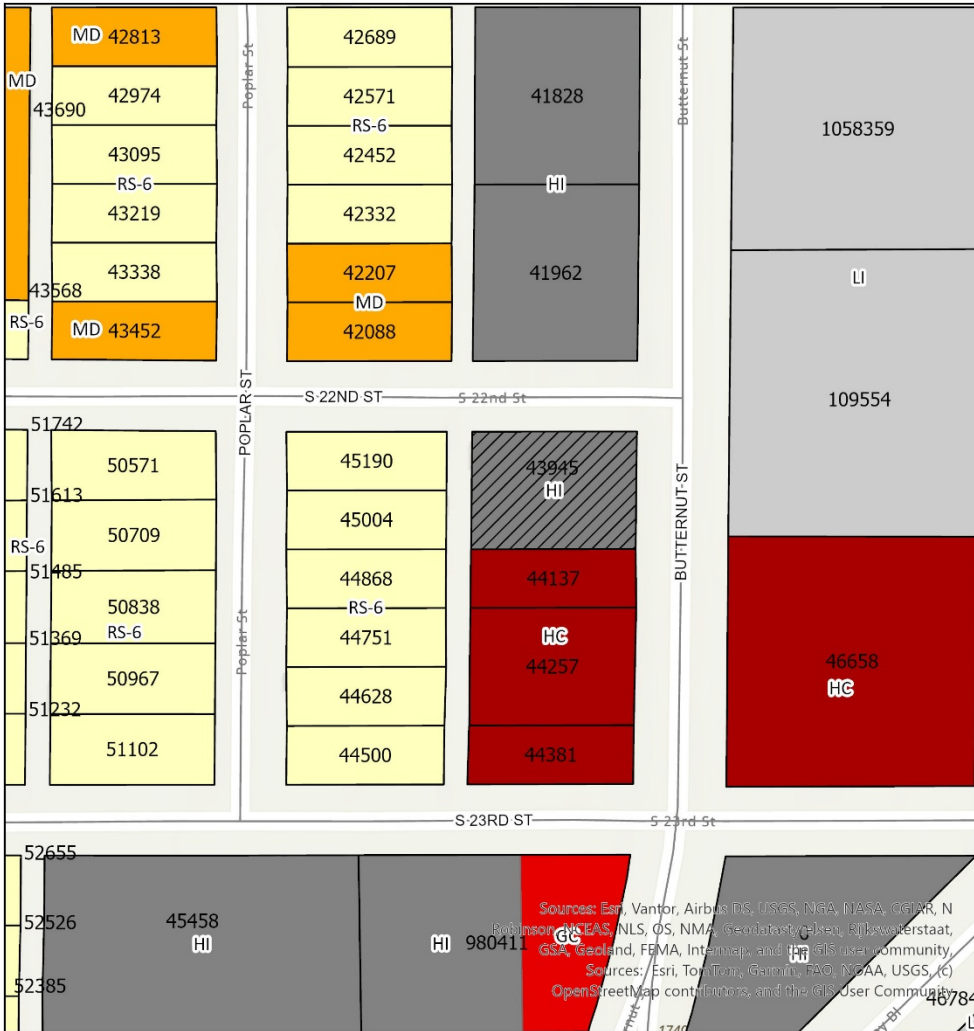 MD 42813
42689
MD
43690
42974
42571
41828
Poplar St
Butternut St
1058359
RS-6
43095
42452
RS-6
HI
43219
42332
43338
42207
41962
LI
43568
MD
RS-6
MD 43452
42088
POPLAR ST
S 22ND ST
S 22nd St
109554
51742
50571
45190
43945
HI
51613
50709
45004
RS-6
51485
BUTTERNUT ST
44868
44137
50838
RS-6
RS-6
51369
44751
HC
44257
46658
HC
Poplar St
50967
44628
51232
51102
44500
44381
S 23RD ST
S 23rd St
52655
52526
45458
HI
HI
980411
GC
HI
52385
Sources: Esri, Vantor, Airbus DS, USGS, NGA, NASA, CGIAR, N
Robinson, NCEAS, NLS, OS, NMA, Geodatastyrelsen, Rijkswaterstaat,
GSA, Geoland, FEMA, Intermap, and the GIS user community,
Sources: Esri, TomTom, Garmin, FAO, NOAA, USGS, (c)
OpenStreetMap contributors, and the GIS User Community
46784
1740